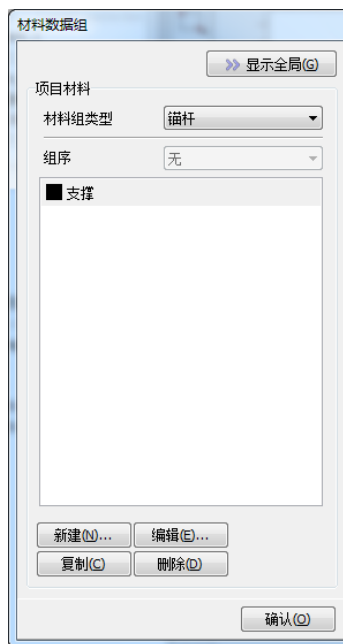 材料数据组
显示全局(G)
项目材料
材料组类型 锚杆
组序 无
支撑
新建(N)... 编辑(E)...
复制(C) 删除(D)
确认(O)